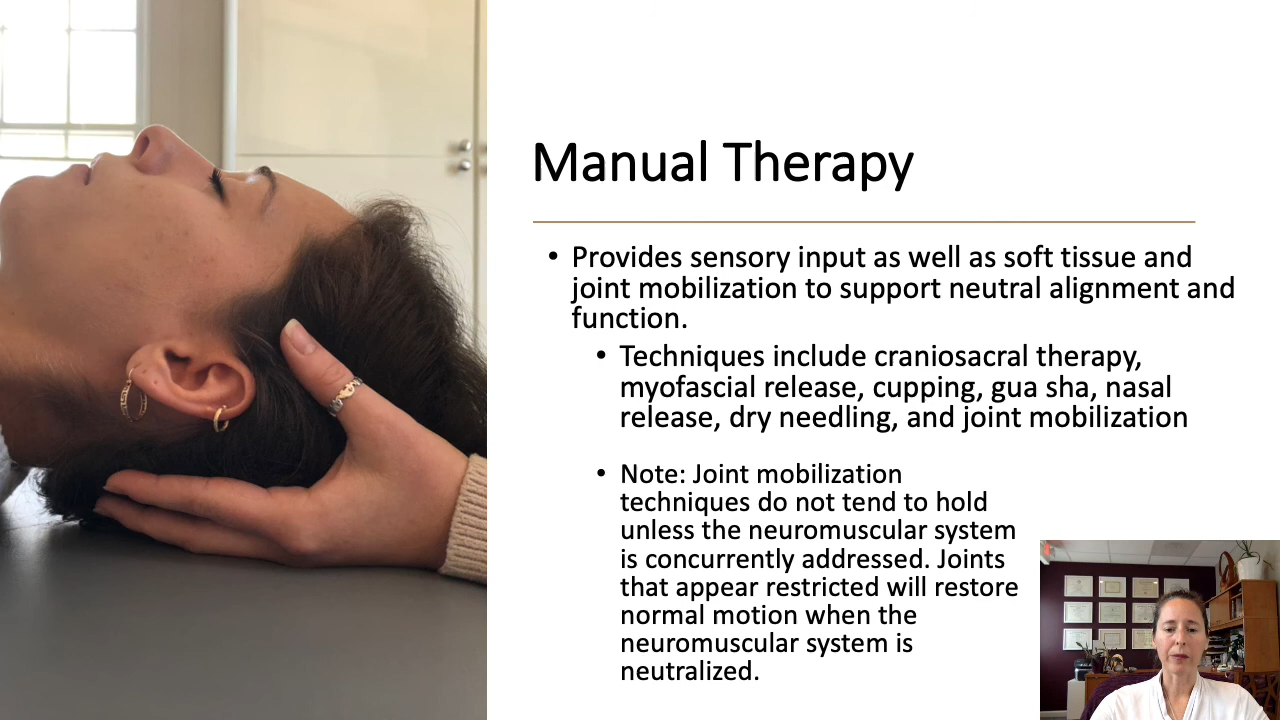 Manual Therapy
• Provides sensory input as well as soft tissue and
joint mobilization to support neutral alignment and
function.
• Techniques include craniosacral therapy,
myofascial release, cupping, gua sha, nasal
release, dry needling, and joint mobilization
• Note: Joint mobilization
techniques do not tend to hold
unless the neuromuscular system
is concurrently addressed. Joints
that appear restricted will restore
normal motion when the
neuromuscular system is
neutralized.